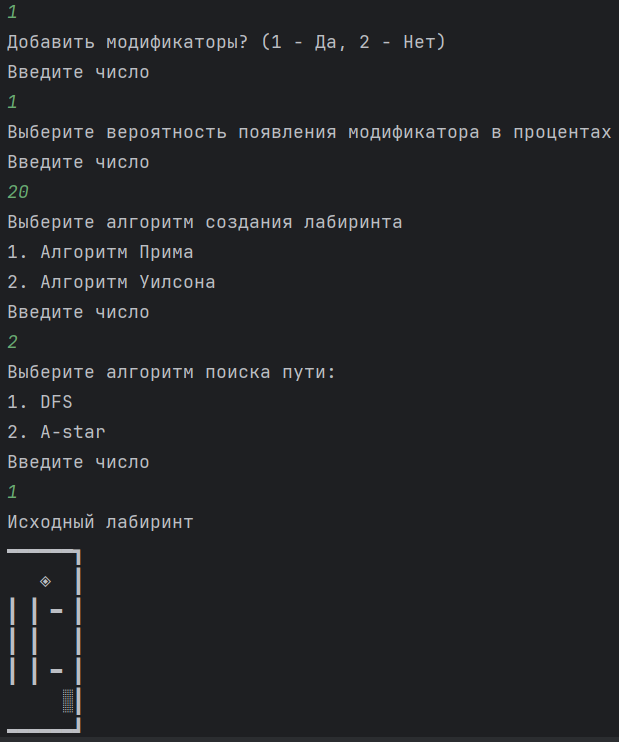 1
Добавить модификаторы? (1 - Да, 2 - Нет)
Введите число
1
Выберите вероятность появления модификатора в процентах
Введите число
20
Выберите алгоритм создания лабиринта
1. Алгоритм Прима
2. Алгоритм Уилсона
Введите число
2
Выберите алгоритм поиска пути:
1. DFS
2. A-star
Введите число
1
Исходный лабиринт